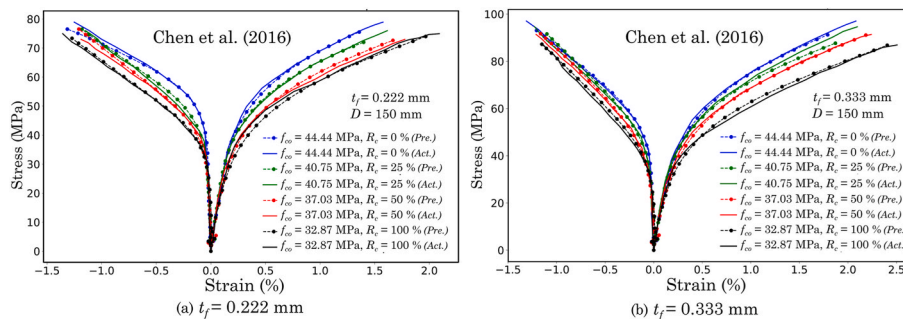 (a)
80
70
60
50
40
30
20
10
0
Stress (MPa)
Chen et al. (2016)
t_f = 0.222 mm
D = 150 mm
f_co = 44.44 MPa, R_c = 0 % (Pre.)
f_co = 44.44 MPa, R_c = 0 % (Act.)
f_co = 40.75 MPa, R_c = 25 % (Pre.)
f_co = 40.75 MPa, R_c = 25 % (Act.)
f_co = 37.03 MPa, R_c = 50 % (Pre.)
f_co = 37.03 MPa, R_c = 50 % (Act.)
f_co = 32.87 MPa, R_c = 100 % (Pre.)
f_co = 32.87 MPa, R_c = 100 % (Act.)
−1.5 −1.0 −0.5 0.0 0.5 1.0 1.5 2.0
Strain (%)
(a) t_f = 0.222 mm
(b)
100
80
60
40
20
0
Stress (MPa)
Chen et al. (2016)
t_f = 0.333 mm
D = 150 mm
f_co = 44.44 MPa, R_c = 0 % (Pre.)
f_co = 44.44 MPa, R_c = 0 % (Act.)
f_co = 40.75 MPa, R_c = 25 % (Pre.)
f_co = 40.75 MPa, R_c = 25 % (Act.)
f_co = 37.03 MPa, R_c = 50 % (Pre.)
f_co = 37.03 MPa, R_c = 50 % (Act.)
f_co = 32.87 MPa, R_c = 100 % (Pre.)
f_co = 32.87 MPa, R_c = 100 % (Act.)
−1.5 −1.0 −0.5 0.0 0.5 1.0 1.5 2.0 2.5
Strain (%)
(b) t_f = 0.333 mm